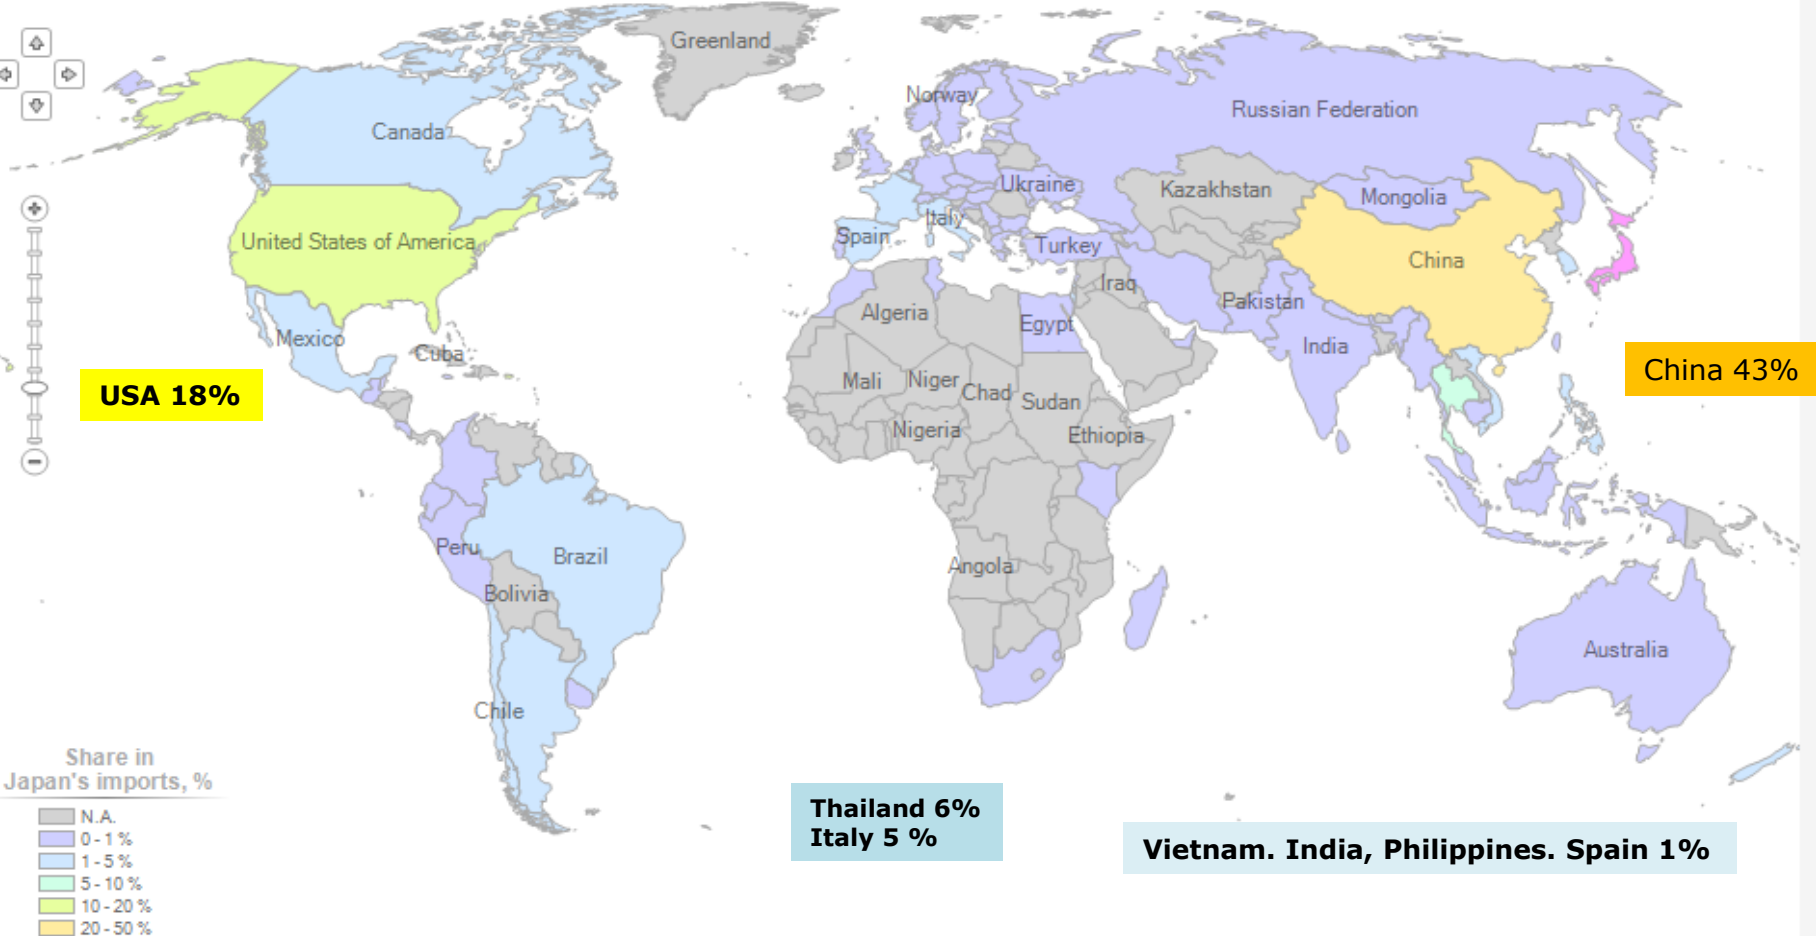 Greenland
Norway
Russian Federation
Canada
Ukraine
Kazakhstan
Mongolia
Italy
Spain
Turkey
United States of America
China
Iraq
Pakistan
Algeria
Egypt
Mexico
Cuba
India
China 43%
USA 18%
Mali
Niger
Chad
Sudan
Nigeria
Ethiopia
Peru
Brazil
Angola
Bolivia
Australia
Chile
Share in
Japan's imports, %
N.A.
0 - 1 %
1 - 5 %
5 - 10 %
10 - 20 %
20 - 50 %
Thailand 6%
Italy 5 %
Vietnam. India, Philippines. Spain 1%